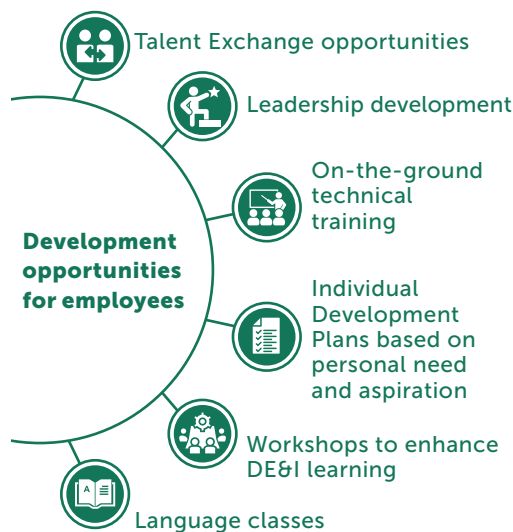 Talent Exchange opportunities
Leadership development
On-the-ground
technical
training
Development
opportunities
for employees
Individual
Development
Plans based on
personal need
and aspiration
Workshops to enhance
DE&I learning
A
Language classes